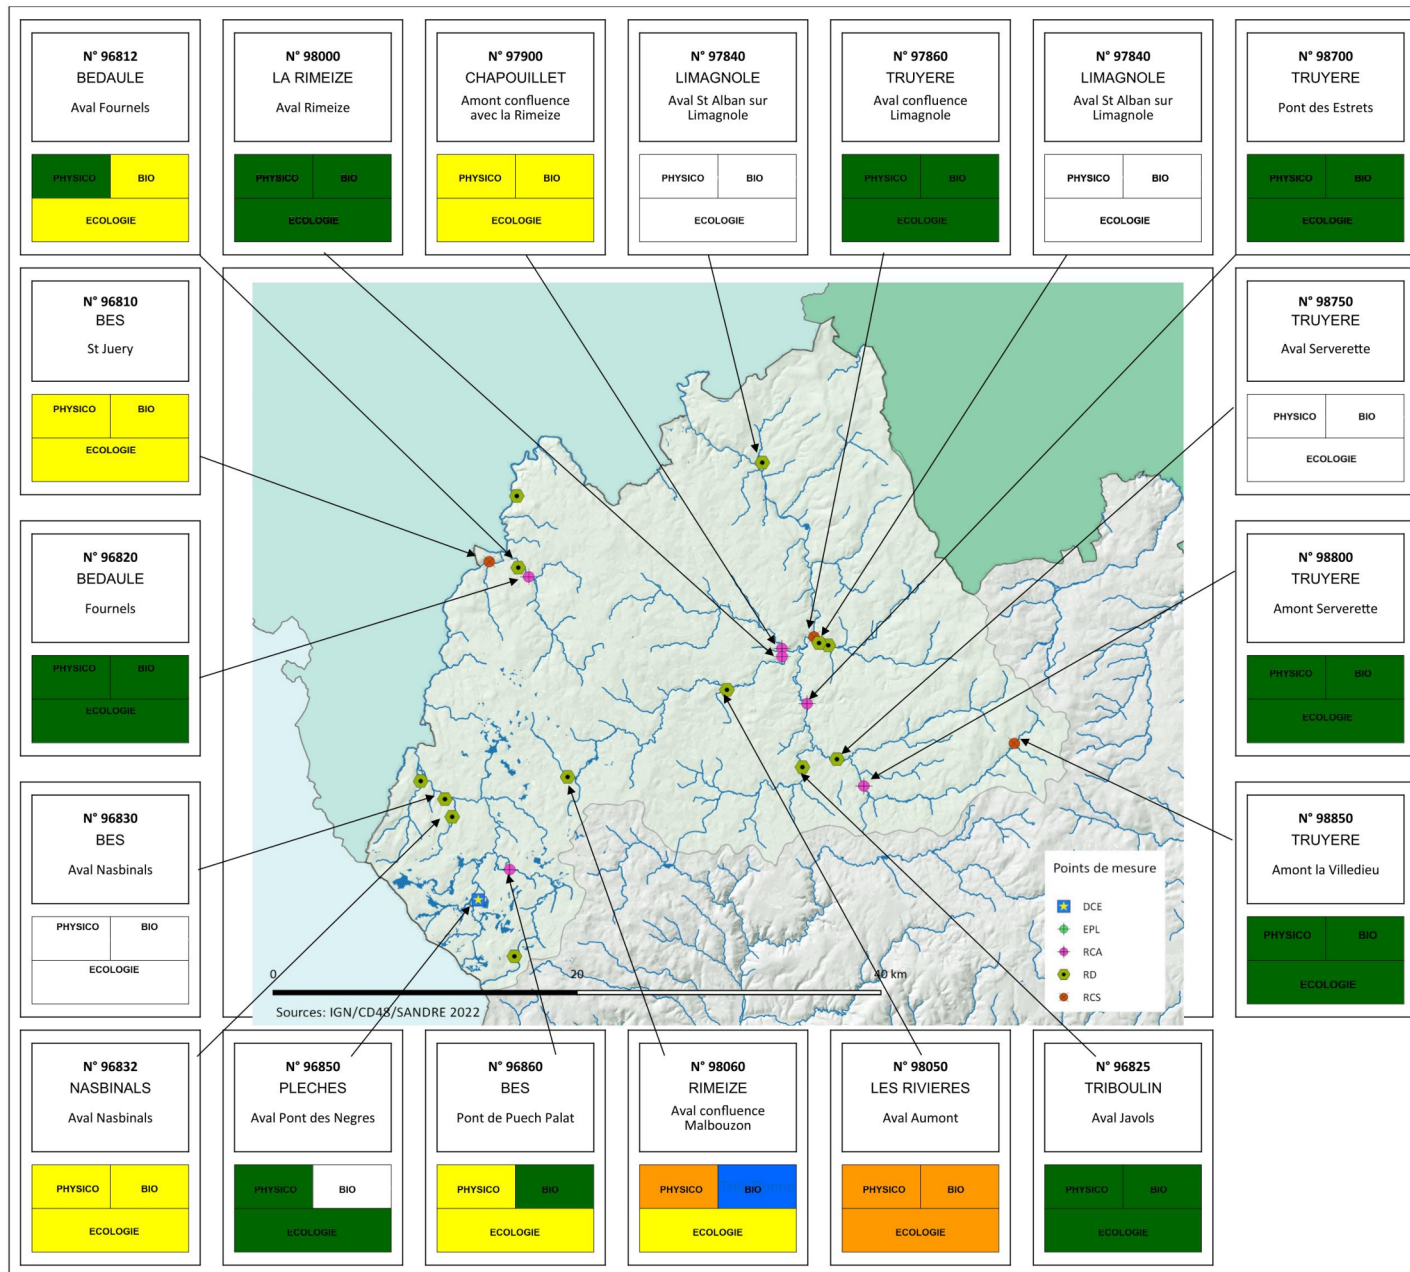 N° 96812
BEDAULE
Aval Fournels
PHYSICO
BIO
ECOLOGIE
N° 98000
LA RIMEIZE
Aval Rimeize
PHYSICO
BIO
ECOLOGIE
N° 97900
CHAPOUILLET
Amont confluence
avec la Rimeize
PHYSICO
BIO
ECOLOGIE
N° 97840
LIMAGNOLE
Aval St Alban sur
Limagnole
PHYSICO
BIO
ECOLOGIE
N° 97860
TRUYERE
Aval confluence
Limagnole
PHYSICO
BIO
ECOLOGIE
N° 97840
LIMAGNOLE
Aval St Alban sur
Limagnole
PHYSICO
BIO
ECOLOGIE
N° 98700
TRUYERE
Pont des Estrets
PHYSICO
BIO
ECOLOGIE
N° 96810
BES
St Juery
PHYSICO
BIO
ECOLOGIE
N° 98750
TRUYERE
Aval Serverette
PHYSICO
BIO
ECOLOGIE
N° 96820
BEDAULE
Fournels
PHYSICO
BIO
ECOLOGIE
N° 98800
TRUYERE
Amont Serverette
PHYSICO
BIO
ECOLOGIE
N° 96830
BES
Aval Nasbinals
PHYSICO
BIO
ECOLOGIE
N° 98850
TRUYERE
Amont la Villedieu
PHYSICO
BIO
ECOLOGIE
Points de mesure
DCE
EPL
RCA
RD
RCS
0
20
40 km
Sources: IGN/CD48/SANDRE 2022
N° 96832
NASBINALS
Aval Nasbinals
PHYSICO
BIO
ECOLOGIE
N° 96850
PLECHES
Aval Pont des Negres
PHYSICO
BIO
ECOLOGIE
N° 96860
BES
Pont de Puech Palat
PHYSICO
BIO
ECOLOGIE
N° 98060
RIMEIZE
Aval confluence
Malbouzon
PHYSICO
BIO
ECOLOGIE
N° 98050
LES RIVIERES
Aval Aumont
PHYSICO
BIO
ECOLOGIE
N° 96825
TRIBOULIN
Aval Javols
PHYSICO
BIO
ECOLOGIE